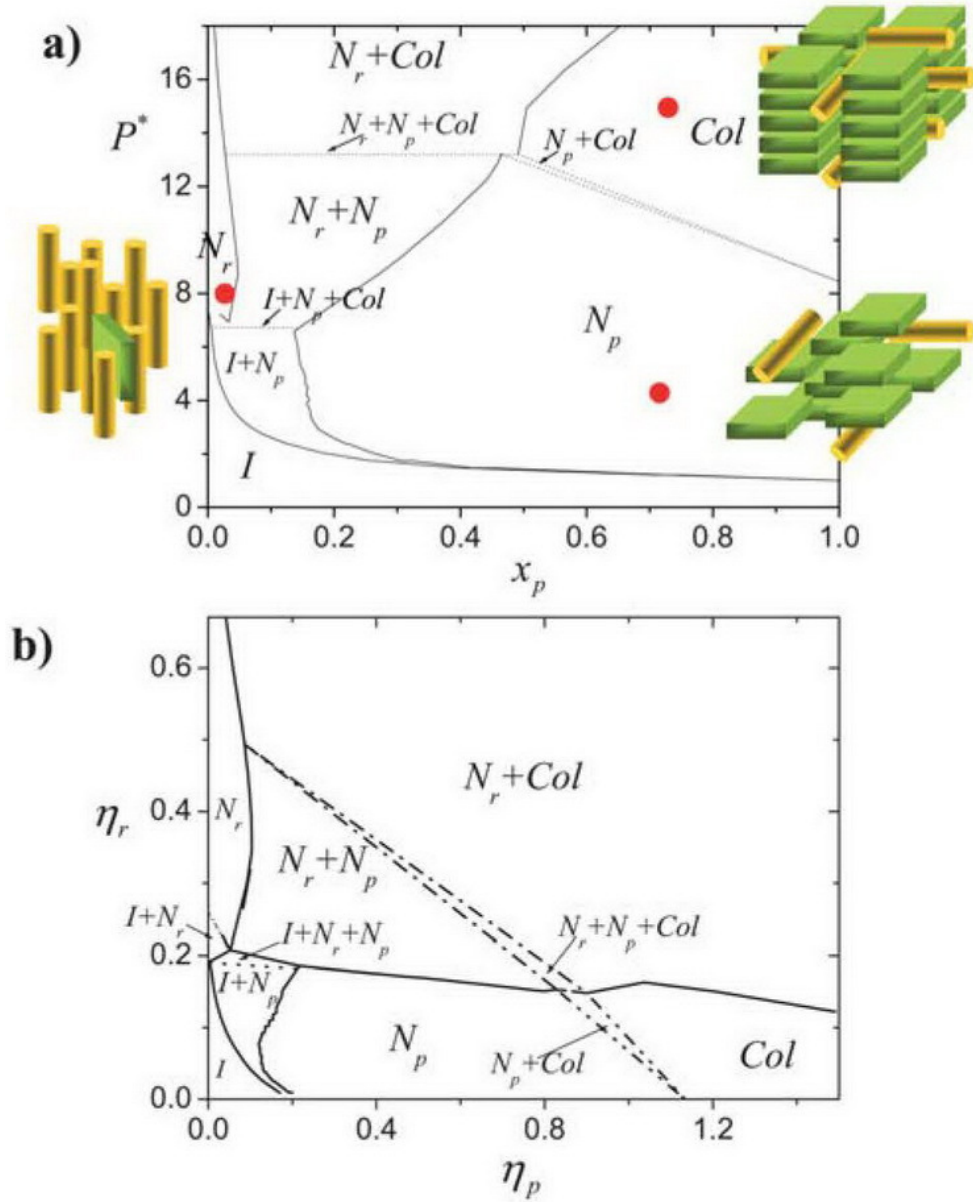 a)
N_r+Col
16
P*
N_r+N_p+Col
N_p+Col
Col
12
N_r+N_p
N_r
8
I+N_p+Col
N_p
I+N_p
4
I
0
0.0 0.2 0.4 0.6 0.8 1.0
x_p
b)
0.6
N_r+Col
η_r
0.4
N_r
N_r+N_p
I+N_r
I+N_r+N_p
N_r+N_p+Col
0.2
I+N_p
N_p
N_p+Col
Col
I
0.0
0.0 0.4 0.8 1.2
η_p